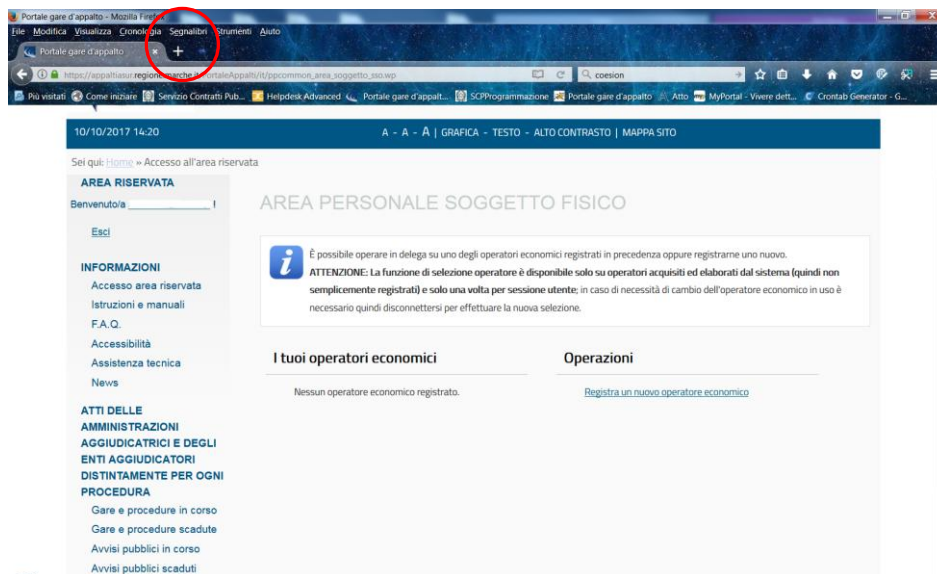 Portale gare d'appalto - Mozilla Firefox
File Modifica Visualizza Cronologia Segnalibri Strumenti Aiuto
Portale gare d'appalto
https://appaltiasur.regione.marche.it/PortaleAppalti/it/ppcommon_area_soggetto_sso.wp
coesion
Più visitati Come iniziare Servizio Contratti Pub... Helpdesk Advanced Portale gare d'appalt... SCPProgrammazione Portale gare d'appalto Atto MyPortal - Vivere dett... Crontab Generator - G...
10/10/2017 14:20
A - A - A | GRAFICA - TESTO - ALTO CONTRASTO | MAPPA SITO
Sei qui: Home » Accesso all'area riservata
AREA RISERVATA
Benvenuto/a !
Esci
INFORMAZIONI
Accesso area riservata
Istruzioni e manuali
F.A.Q.
Accessibilità
Assistenza tecnica
News
ATTI DELLE
AMMINISTRAZIONI
AGGIUDICATRICI E DEGLI
ENTI AGGIUDICATORI
DISTINTAMENTE PER OGNI
PROCEDURA
Gare e procedure in corso
Gare e procedure scadute
Avvisi pubblici in corso
Avvisi pubblici scaduti
AREA PERSONALE SOGGETTO FISICO
È possibile operare in delega su uno degli operatori economici registrati in precedenza oppure registrarne uno nuovo.
ATTENZIONE: La funzione di selezione operatore è disponibile solo su operatori acquisiti ed elaborati dal sistema (quindi non
semplicemente registrati) e solo una volta per sessione utente; in caso di necessità di cambio dell'operatore economico in uso è
necessario quindi disconnettersi per effettuare la nuova selezione.
I tuoi operatori economici
Nessun operatore economico registrato.
Operazioni
Registra un nuovo operatore economico